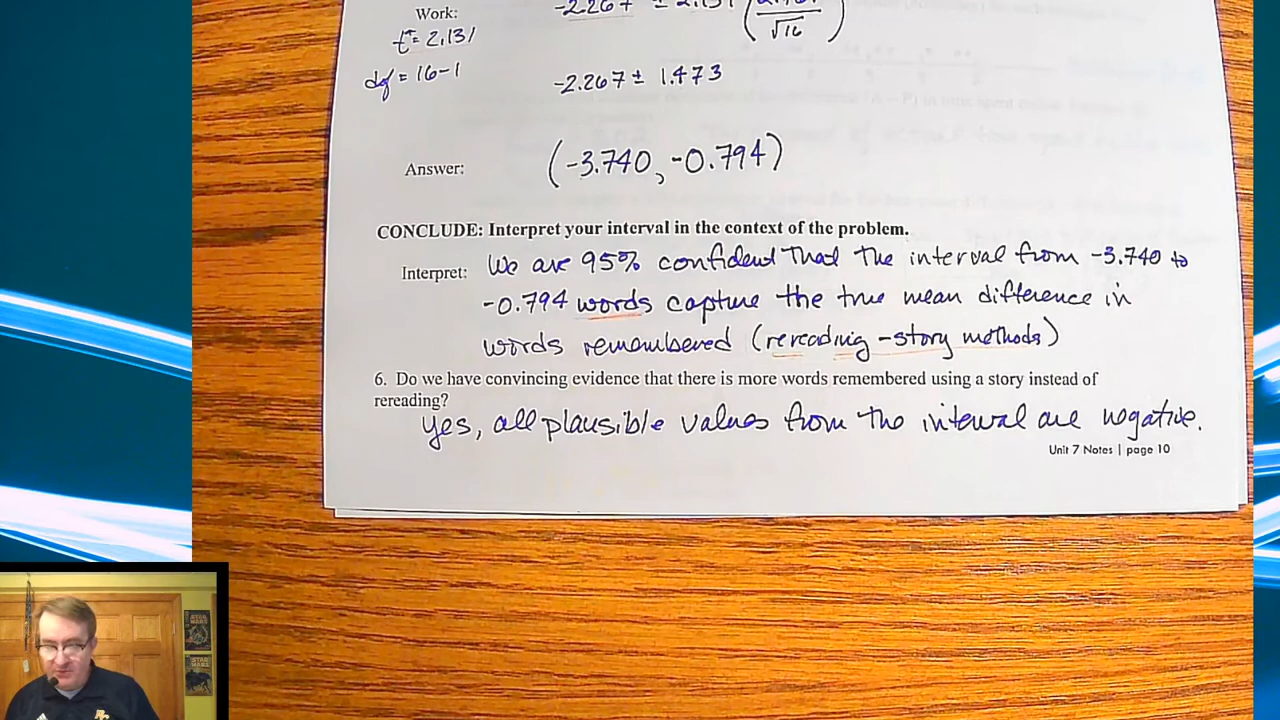 Work:
-2.267 ±
√16
t* = 2.131
df = 16-1
-2.267 ± 1.473
Answer:
(-3.740, -0.794)
CONCLUDE: Interpret your interval in the context of the problem.
Interpret: We are 95% confident that the interval from -3.740 to
-0.794 words capture the true mean difference in
words remembered (rereading - story methods)
6. Do we have convincing evidence that there is more words remembered using a story instead of
rereading?
yes, all plausible values from the interval are negative.
Unit 7 Notes | page 10
STAR
WARS
STAR
WARS